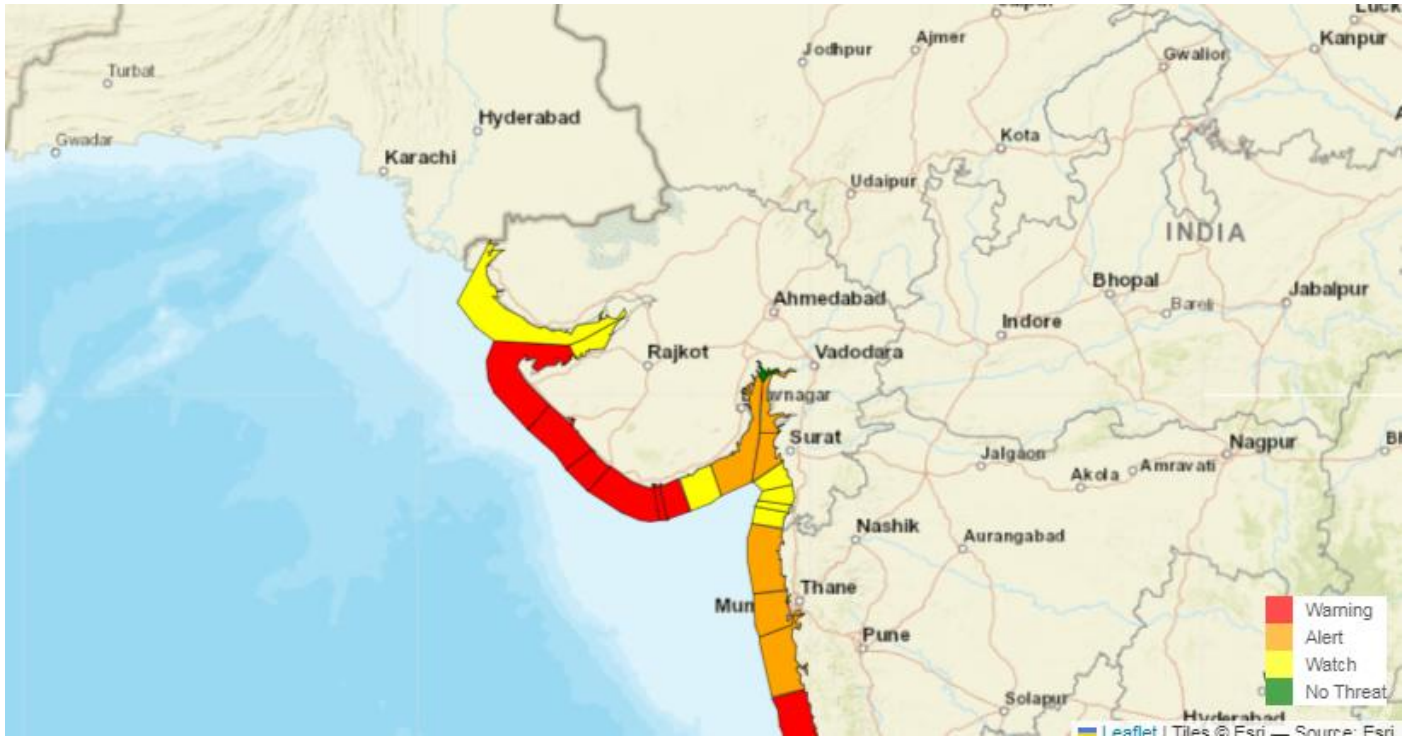 Jodhpur
Ajmer
Kanpur
Gwalior
Turbat
Hyderabad
Gwadar
Kota
Karachi
Udaipur
INDIA
Ahmedabad
Bhopal
Bareli
Jabalpur
Indore
Rajkot
Vadodara
vnagar
Surat
Nagpur
Jalgaon
Akola
Amravati
Nashik
Aurangabad
Thane
Mum
Pune
Solapur
Hyderabad
Warning
Alert
Watch
No Threat
Leaflet | Tiles © Esri — Source: Esri